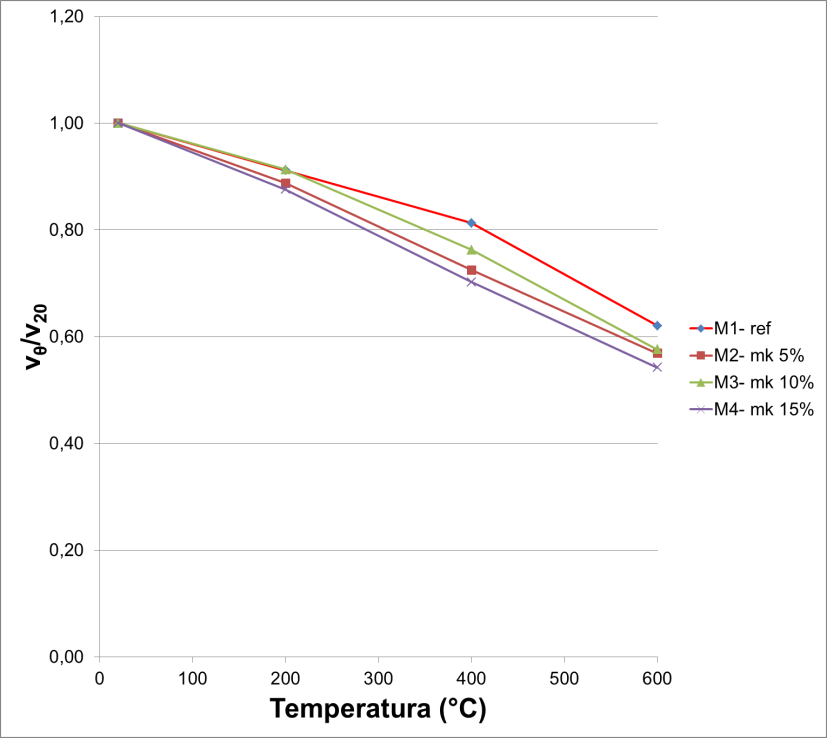 1,20
1,00
0,80
0,60
0,40
0,20
0,00
vθ/v20
0 100 200 300 400 500 600
Temperatura (°C)
M1- ref
M2- mk 5%
M3- mk 10%
M4- mk 15%